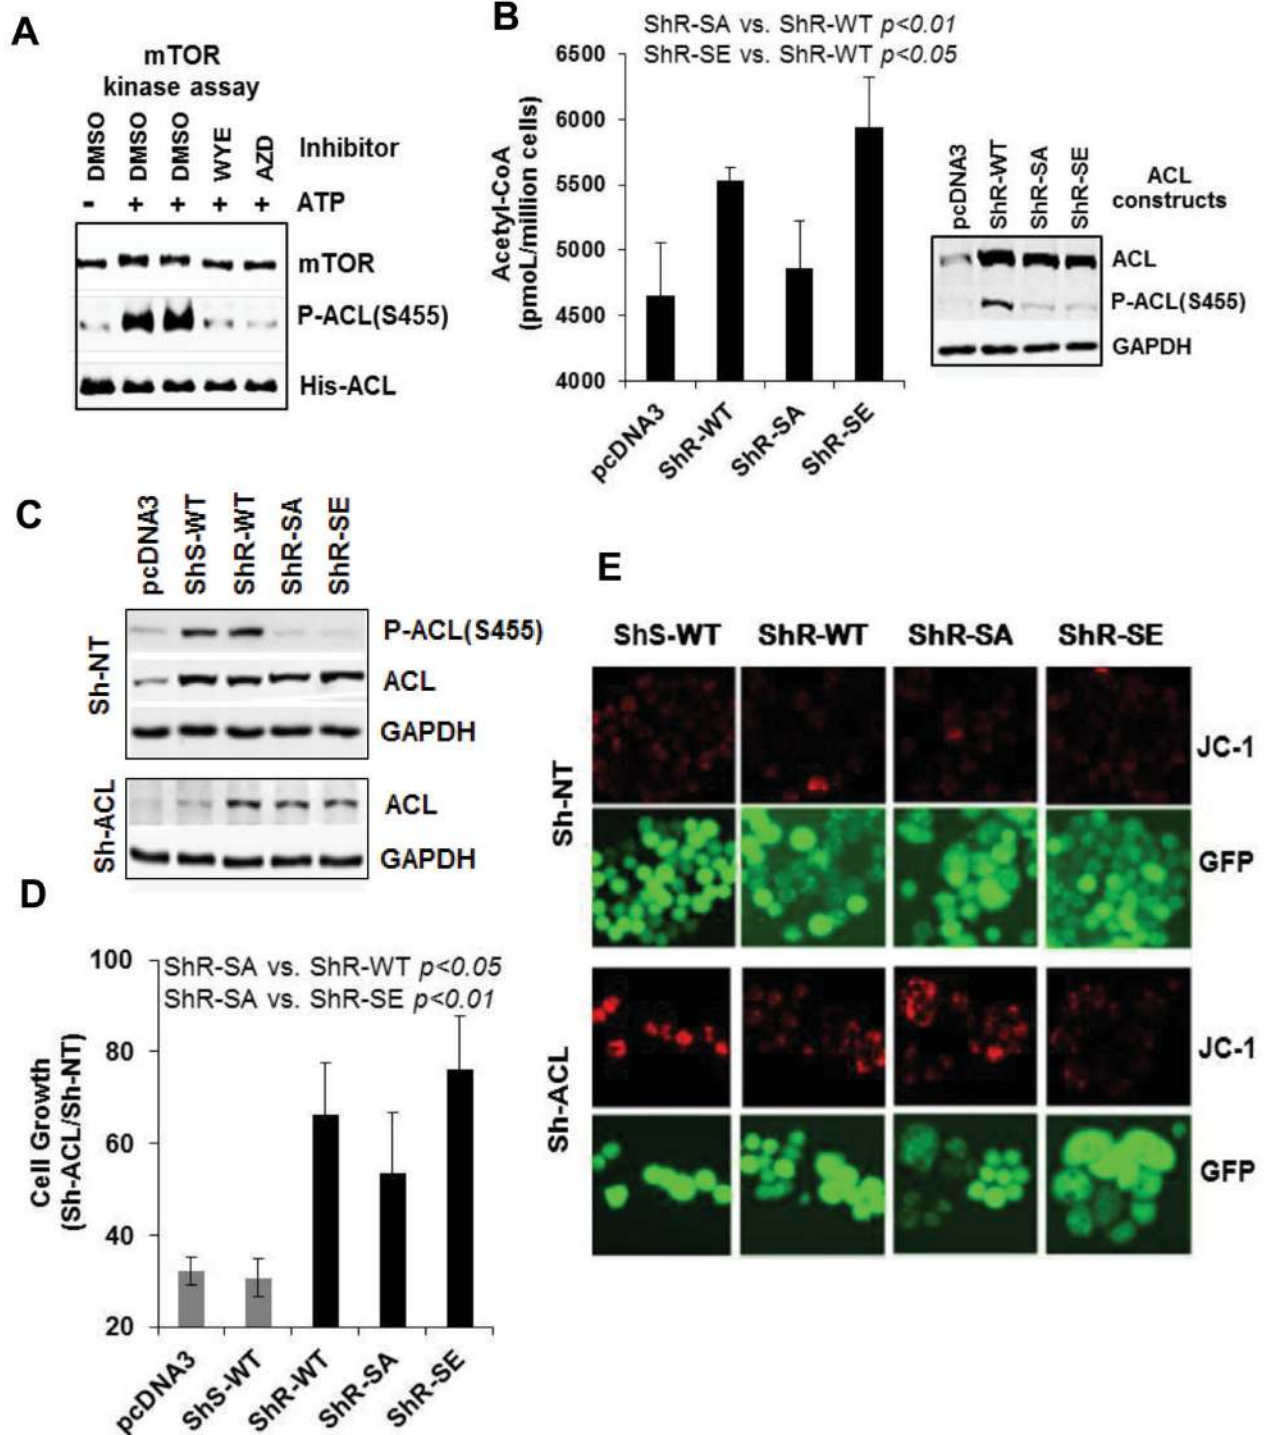 A
mTOR
kinase assay
DMSO
DMSO
DMSO
WYE
AZD
Inhibitor
- + + + + ATP
mTOR
P-ACL(S455)
His-ACL
B
ShR-SA vs. ShR-WT p<0.01
ShR-SE vs. ShR-WT p<0.05
Acetyl-CoA
(pmoL/million cells)
6500
6000
5500
5000
4500
4000
pcDNA3
ShR-WT
ShR-SA
ShR-SE
pcDNA3
ShR-WT
ShR-SA
ShR-SE
ACL
constructs
ACL
P-ACL(S455)
GAPDH
C
pcDNA3
ShS-WT
ShR-WT
ShR-SA
ShR-SE
Sh-NT
P-ACL(S455)
ACL
GAPDH
Sh-ACL
ACL
GAPDH
D
ShR-SA vs. ShR-WT p<0.05
ShR-SA vs. ShR-SE p<0.01
Cell Growth
(Sh-ACL/Sh-NT)
100
80
60
40
20
pcDNA3
ShS-WT
ShR-WT
ShR-SA
ShR-SE
E
ShS-WT ShR-WT ShR-SA ShR-SE
Sh-NT
JC-1
GFP
Sh-ACL
JC-1
GFP